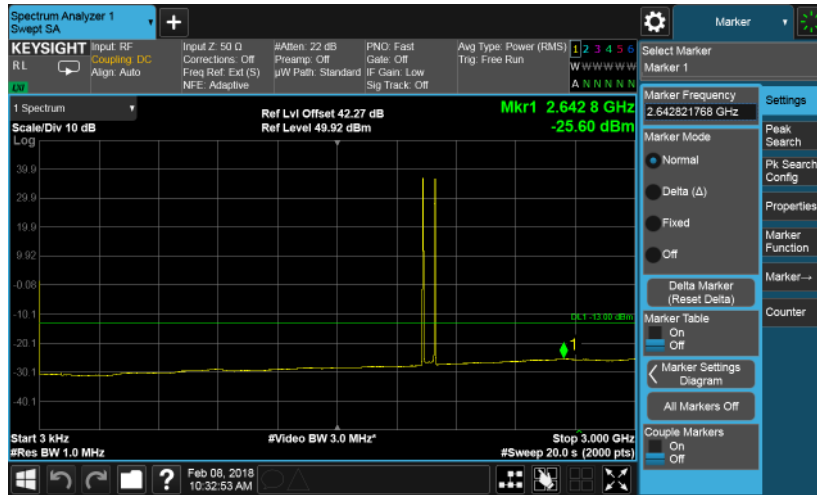 Spectrum Analyzer 1
Swept SA
+
Marker
KEYSIGHT
RL
LXI
Input: RF
Coupling: DC
Align: Auto
Input Z: 50 Ω
Corrections: Off
Freq Ref: Ext (S)
NFE: Adaptive
#Atten: 22 dB
Preamp: Off
µW Path: Standard
PNO: Fast
Gate: Off
IF Gain: Low
Sig Track: Off
Avg Type: Power (RMS)
Trig: Free Run
1 2 3 4 5 6
W W W W W W
A N N N N N
Select Marker
Marker 1
1 Spectrum
Scale/Div 10 dB
Log
Ref Lvl Offset 42.27 dB
Ref Level 49.92 dBm
Mkr1 2.642 8 GHz
-25.60 dBm
39.9
29.9
19.9
9.92
-0.08
-10.1
-20.1
-30.1
-40.1
DL1 -13.00 dBm
1
Start 3 kHz
#Res BW 1.0 MHz
#Video BW 3.0 MHz*
Stop 3.000 GHz
#Sweep 20.0 s (2000 pts)
Marker Frequency
2.642821768 GHz
Marker Mode
Normal
Delta (Δ)
Fixed
Off
Delta Marker
(Reset Delta)
Marker Table
On
Off
Marker Settings
Diagram
All Markers Off
Couple Markers
On
Off
Settings
Peak
Search
Pk Search
Config
Properties
Marker
Function
Marker→
Counter
?
Feb 08, 2018
10:32:53 AM